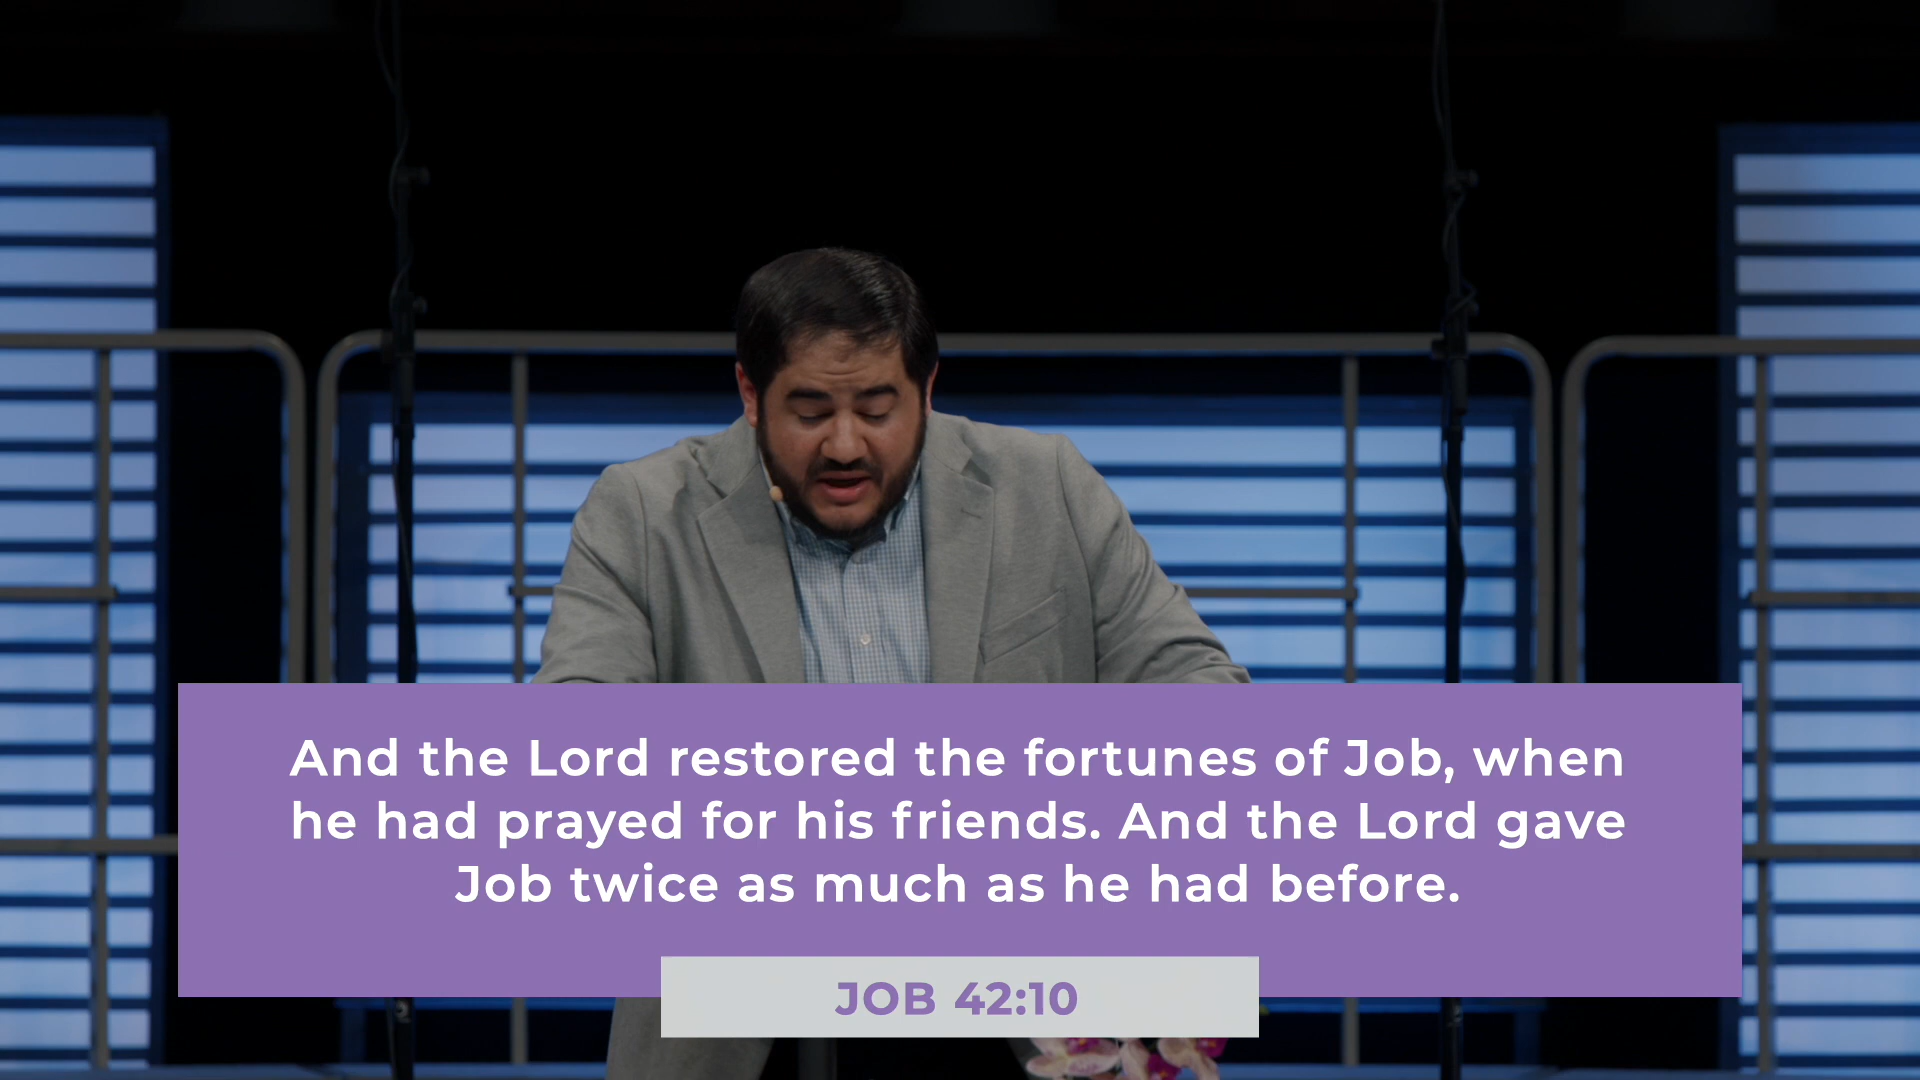 And the Lord restored the fortunes of Job, when
he had prayed for his friends. And the Lord gave
Job twice as much as he had before.
JOB 42:10